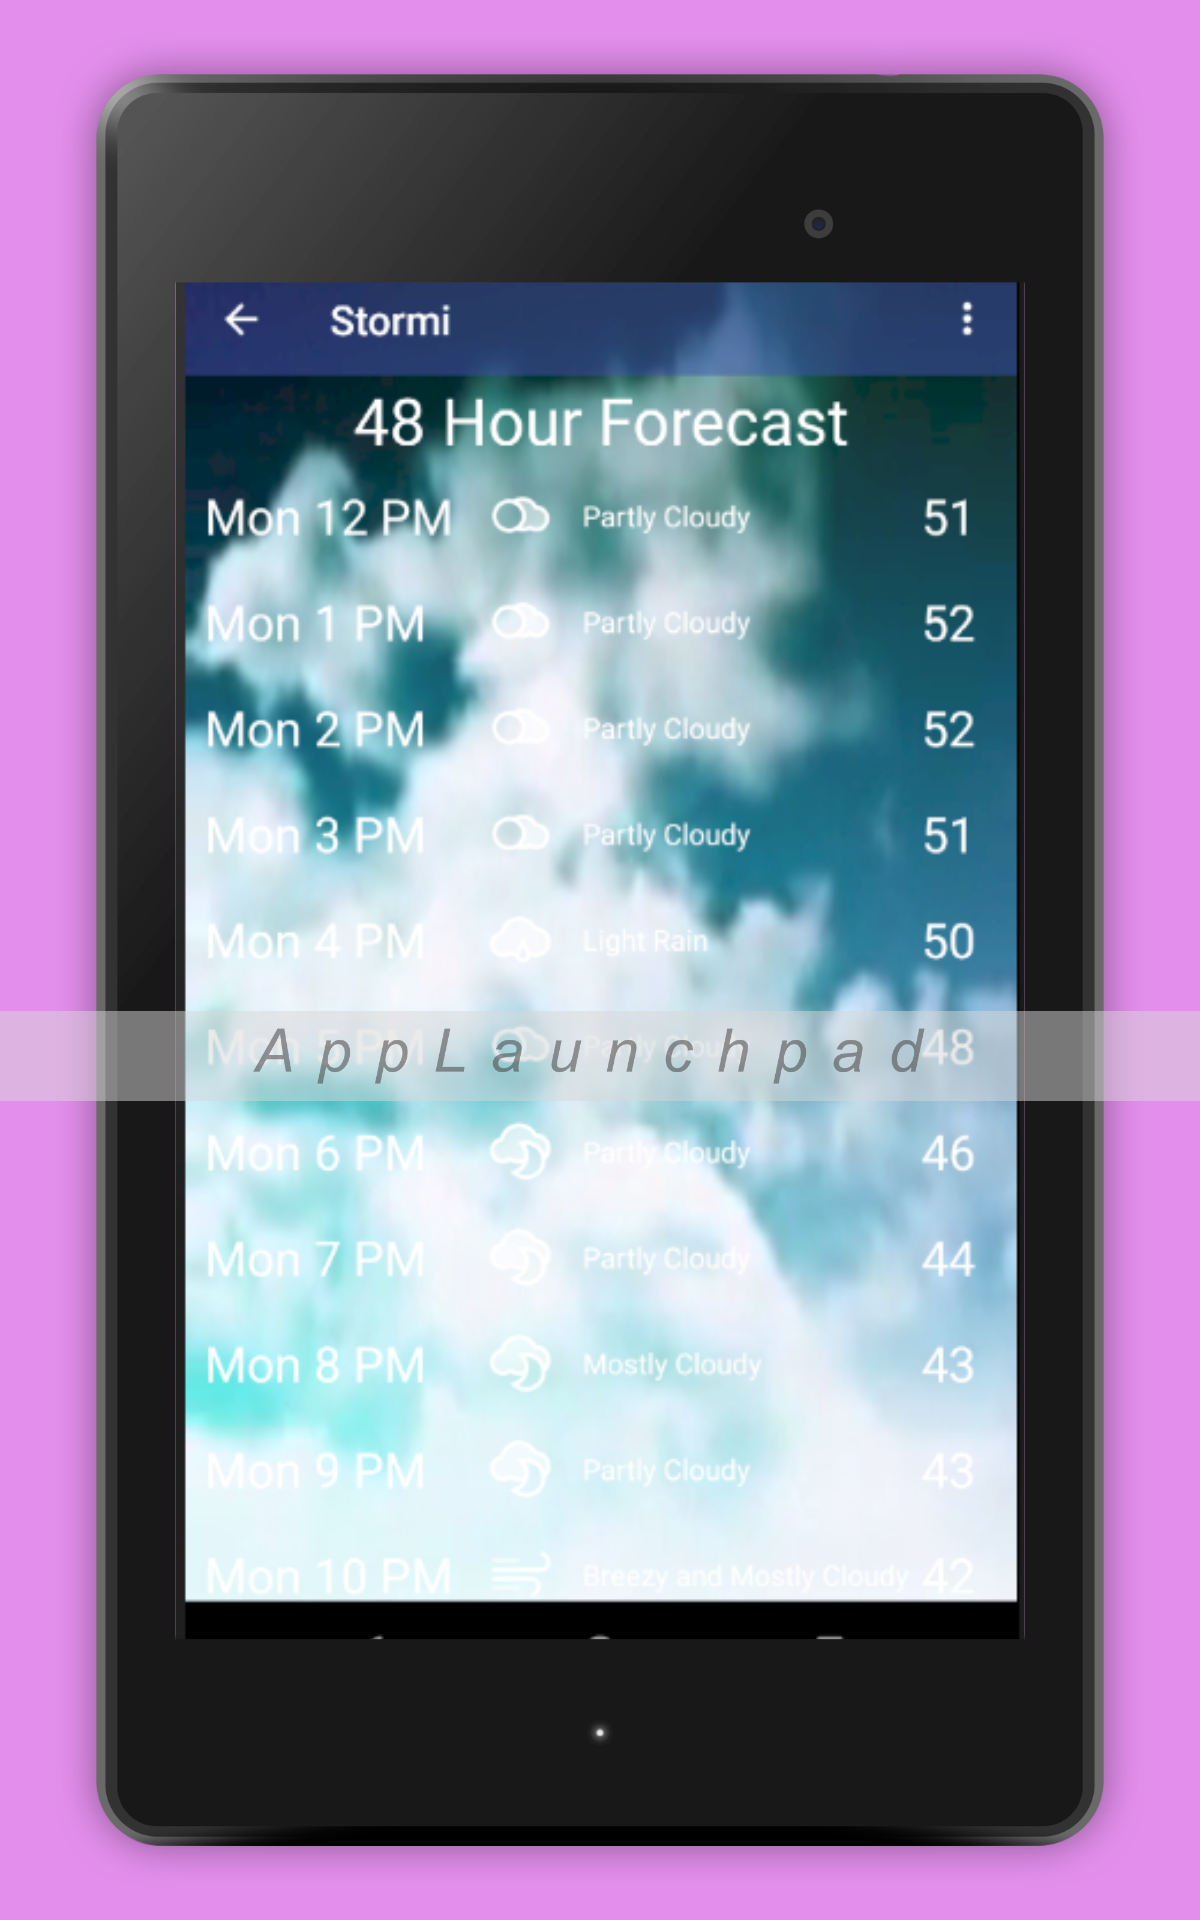 Stormi
48 Hour Forecast
Mon 12 PM Partly Cloudy 51
Mon 1 PM Partly Cloudy 52
Mon 2 PM Partly Cloudy 52
Mon 3 PM Partly Cloudy 51
Mon 4 PM Light Rain 50
Mon 5 PM Partly Cloudy 48
AppLaunchpad
Mon 6 PM Partly Cloudy 46
Mon 7 PM Partly Cloudy 44
Mon 8 PM Mostly Cloudy 43
Mon 9 PM Partly Cloudy 43
Mon 10 PM Breezy and Mostly Cloudy 42